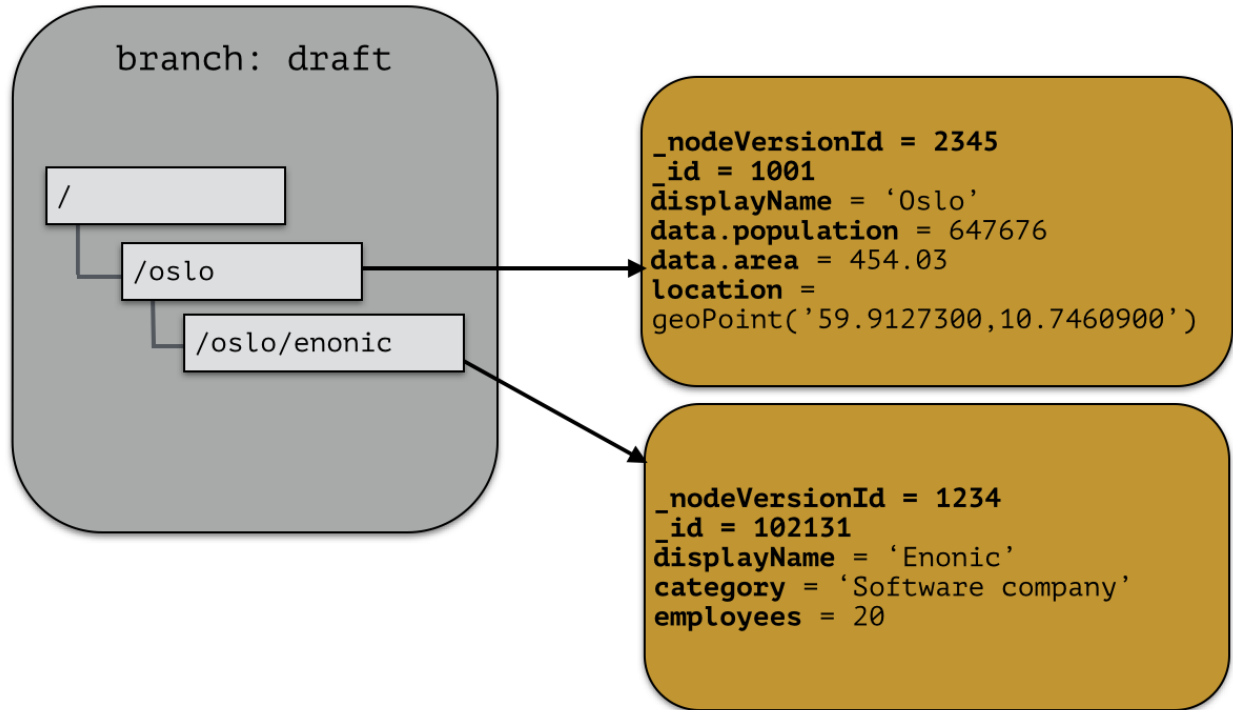 branch: draft
/
/oslo
/oslo/enonic
_nodeVersionId = 2345
_id = 1001
displayName = ‘Oslo’
data.population = 647676
data.area = 454.03
location =
geoPoint(’59.9127300,10.7460900’)
_nodeVersionId = 1234
_id = 102131
displayName = ‘Enonic’
category = ‘Software company’
employees = 20